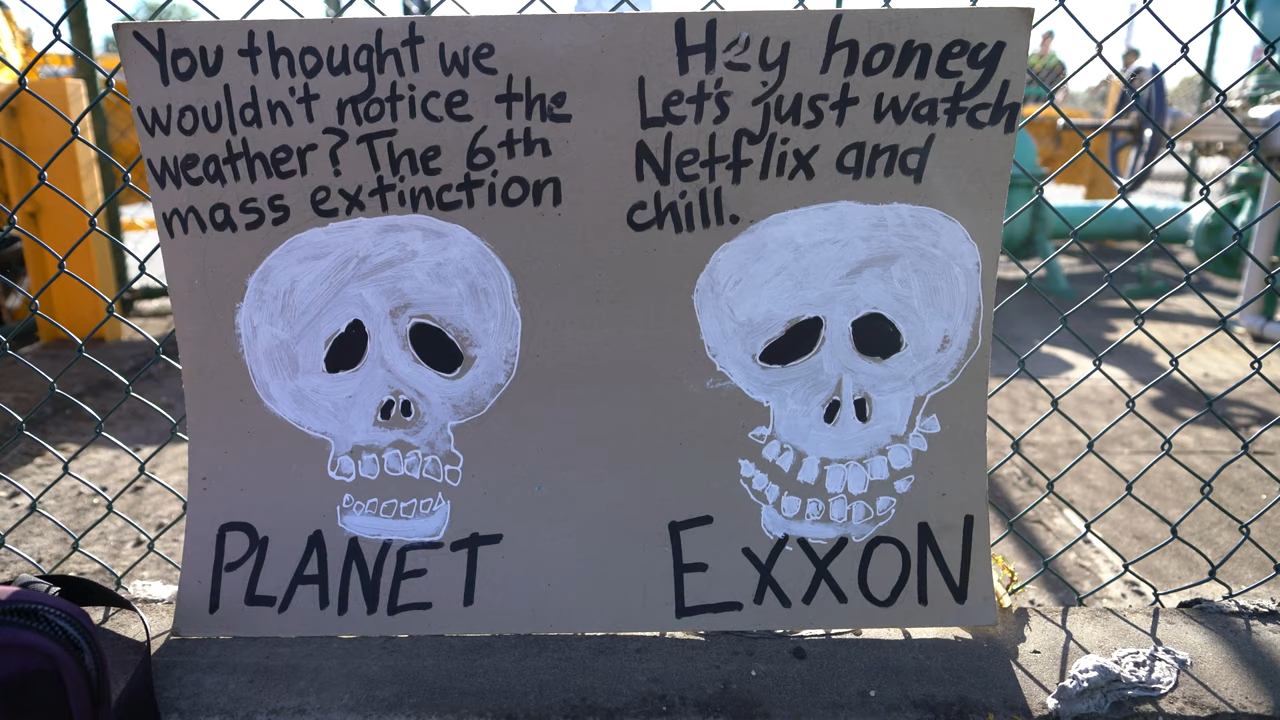 You thought we
wouldn't notice the
weather? The 6th
mass extinction
PLANET
Hey honey
Let's just watch
Netflix and
chill.
EXXON